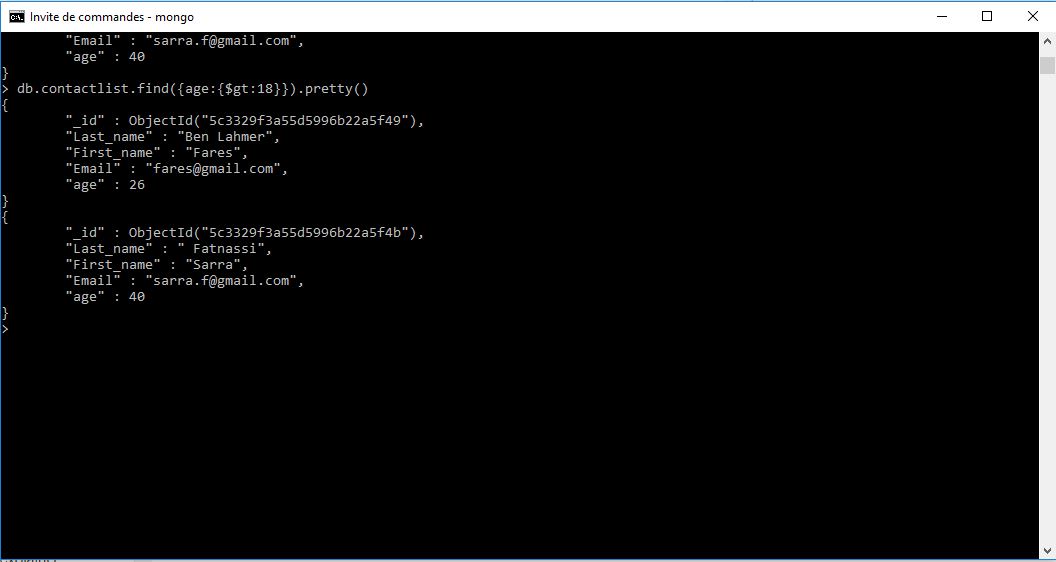 Invite de commandes - mongo
"Email" : "sarra.f@gmail.com",
"age" : 40
}
> db.contactlist.find({age:{$gt:18}}).pretty()
{
"_id" : ObjectId("5c3329f3a55d5996b22a5f49"),
"Last_name" : "Ben Lahmer",
"First_name" : "Fares",
"Email" : "fares@gmail.com",
"age" : 26
}
{
"_id" : ObjectId("5c3329f3a55d5996b22a5f4b"),
"Last_name" : " Fatnassi",
"First_name" : "Sarra",
"Email" : "sarra.f@gmail.com",
"age" : 40
}
>